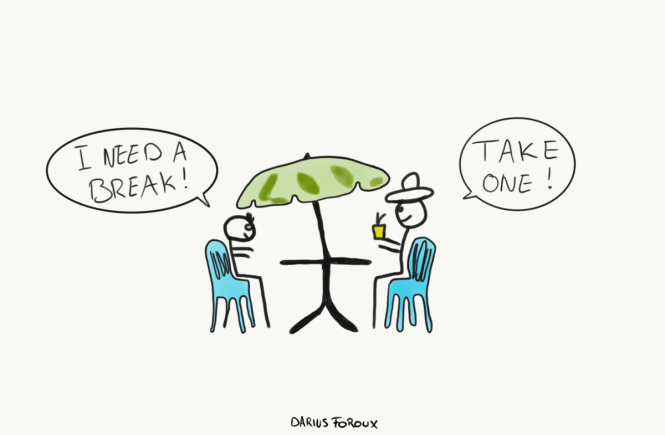 I NEED A
BREAK!
TAKE
ONE!
DARIUS FOROUX